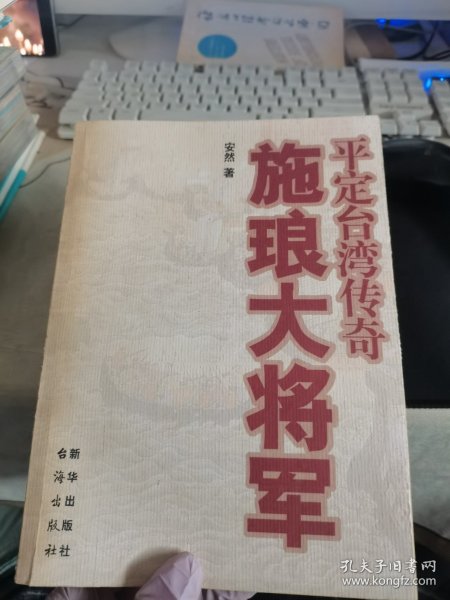 平定台湾传奇
施琅大将军
安然 著
新华出版社
台海出版社
孔夫子旧书网
www.kongfz.com